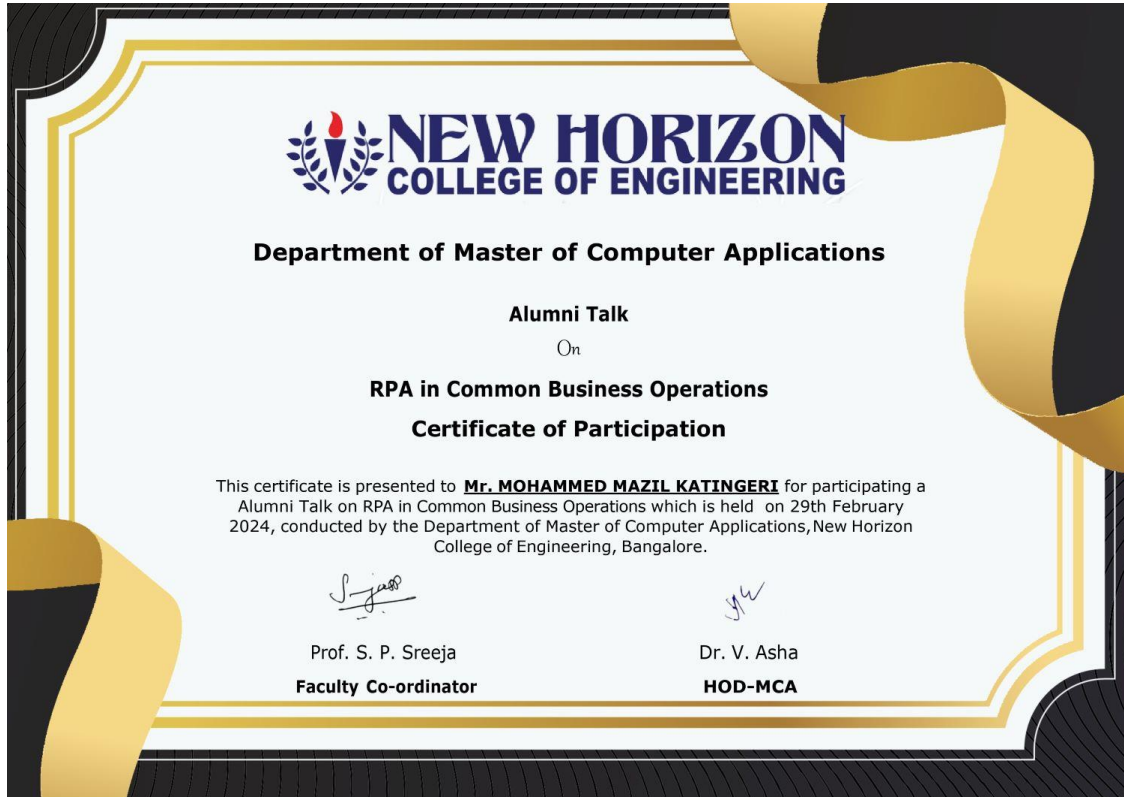 NEW HORIZON
COLLEGE OF ENGINEERING
Department of Master of Computer Applications
Alumni Talk
On
RPA in Common Business Operations
Certificate of Participation
This certificate is presented to Mr. MOHAMMED MAZIL KATINGERI for participating a
Alumni Talk on RPA in Common Business Operations which is held on 29th February
2024, conducted by the Department of Master of Computer Applications,New Horizon
College of Engineering, Bangalore.
Prof. S. P. Sreeja
Dr. V. Asha
Faculty Co-ordinator
HOD-MCA